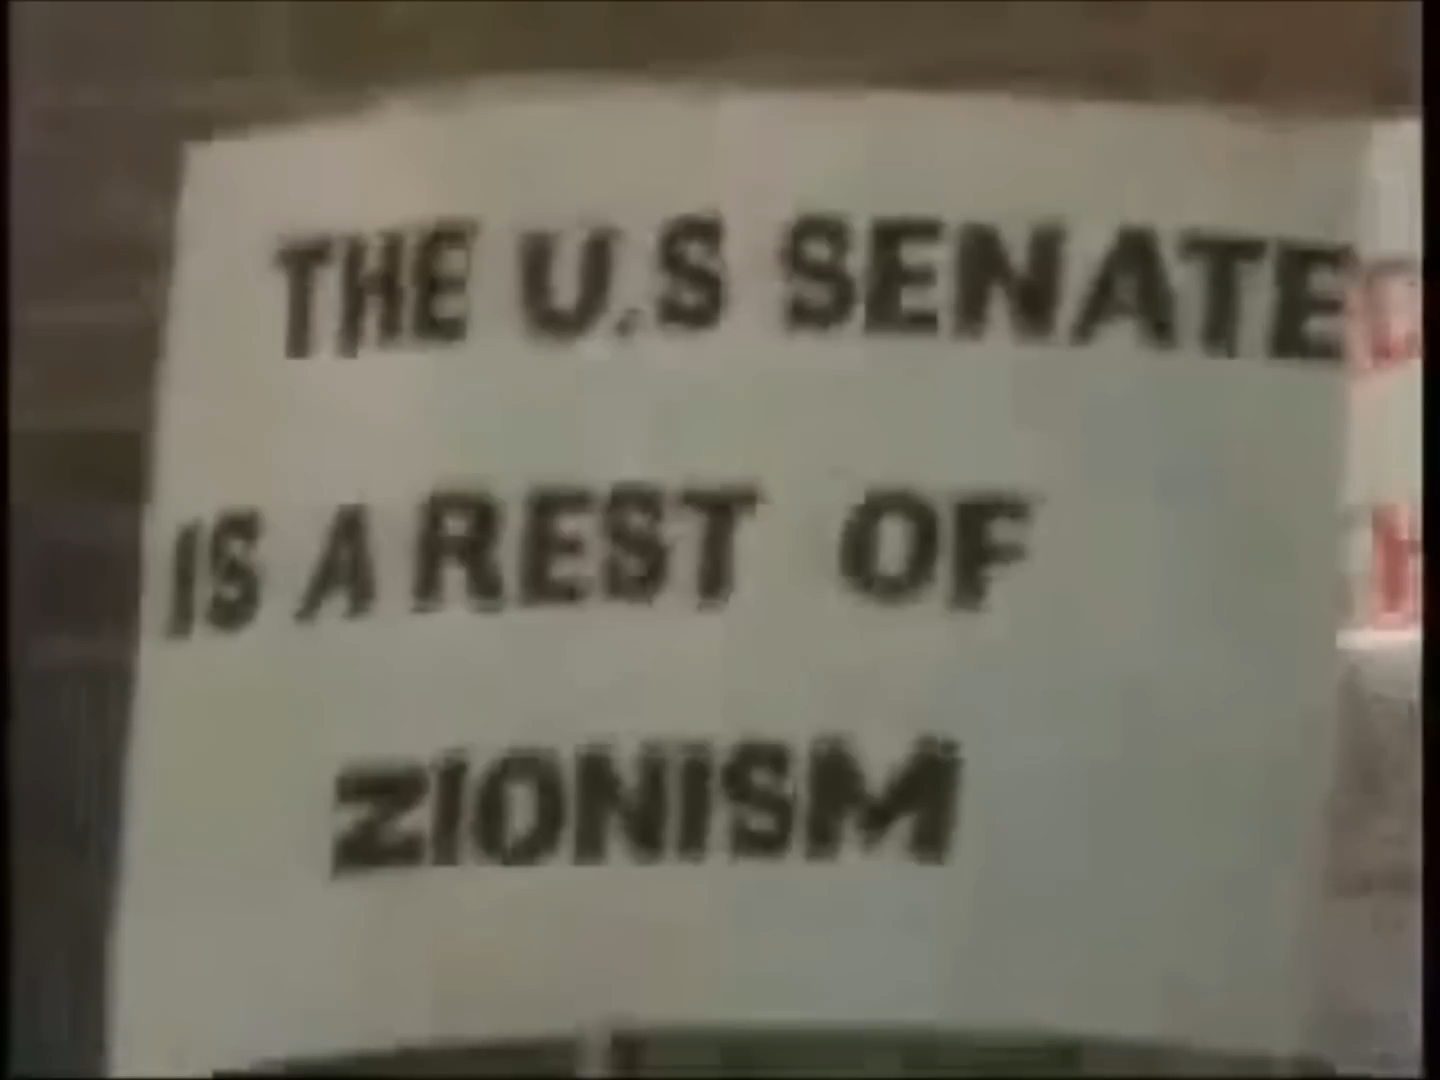 THE U.S SENATE
IS A REST OF
ZIONISM